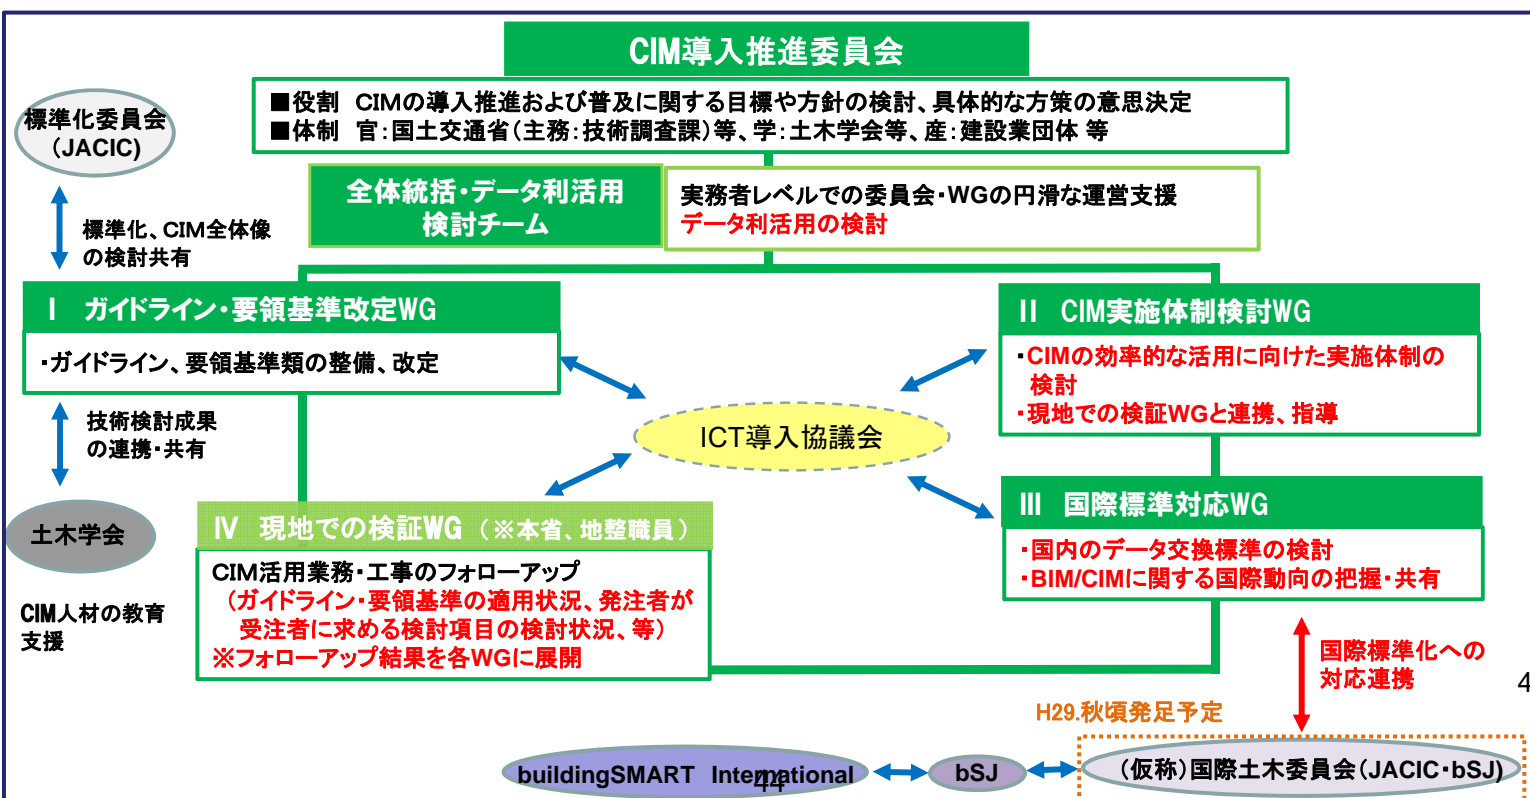 CIM導入推進委員会
■役割 CIMの導入推進および普及に関する目標や方針の検討、具体的な方策の意思決定
■体制 官:国土交通省(主務:技術調査課)等、学:土木学会等、産:建設業団体 等
標準化委員会
(JACIC)
全体統括・データ利活用
検討チーム
実務者レベルでの委員会・WGの円滑な運営支援
データ利活用の検討
標準化、CIM全体像
の検討共有
Ⅰ ガイドライン・要領基準改定WG
・ガイドライン、要領基準類の整備、改定
II CIM実施体制検討WG
・CIMの効率的な活用に向けた実施体制の
検討
・現地での検証WGと連携、指導
技術検討成果
の連携・共有
ICT導入協議会
土木学会
CIM人材の教育
支援
IV 現地での検証WG (※本省、地整職員)
CIM活用業務・工事のフォローアップ
(ガイドライン・要領基準の適用状況、発注者が
受注者に求める検討項目の検討状況、等)
※フォローアップ結果を各WGに展開
III 国際標準対応WG
・国内のデータ交換標準の検討
・BIM/CIMに関する国際動向の把握・共有
国際標準化への
対応連携
4
H29.秋頃発足予定
buildingSMART International
44
bSJ
(仮称)国際土木委員会(JACIC・bSJ)